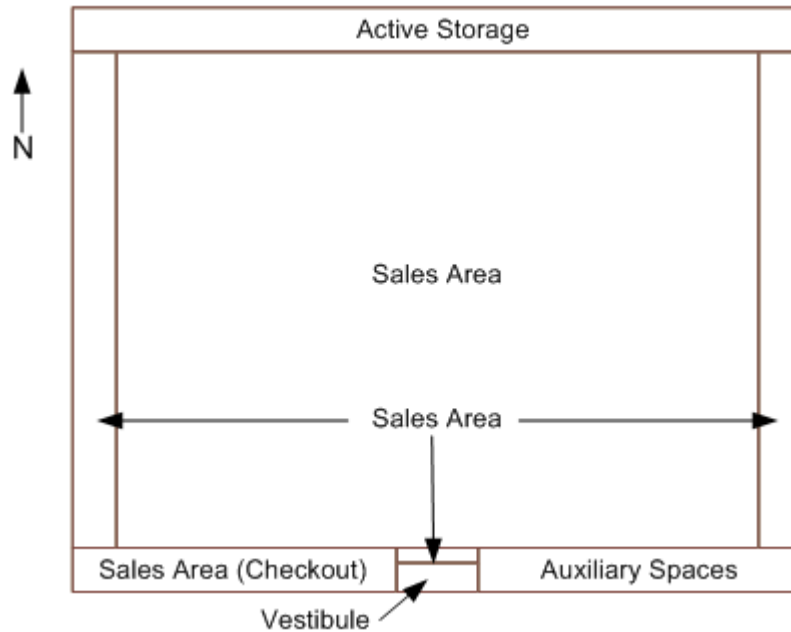 Active Storage
N
Sales Area
Sales Area
Sales Area (Checkout)
Auxiliary Spaces
Vestibule